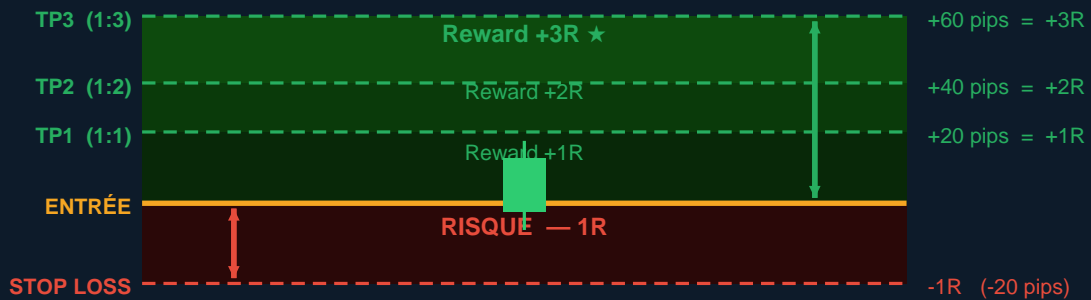 TP3 (1:3)
+60 pips = +3R
Reward +3R ★
TP2 (1:2)
Reward +2R
+40 pips = +2R
TP1 (1:1)
+20 pips = +1R
Reward +1R
ENTRÉE
RISQUE — 1R
STOP LOSS
-1R (-20 pips)